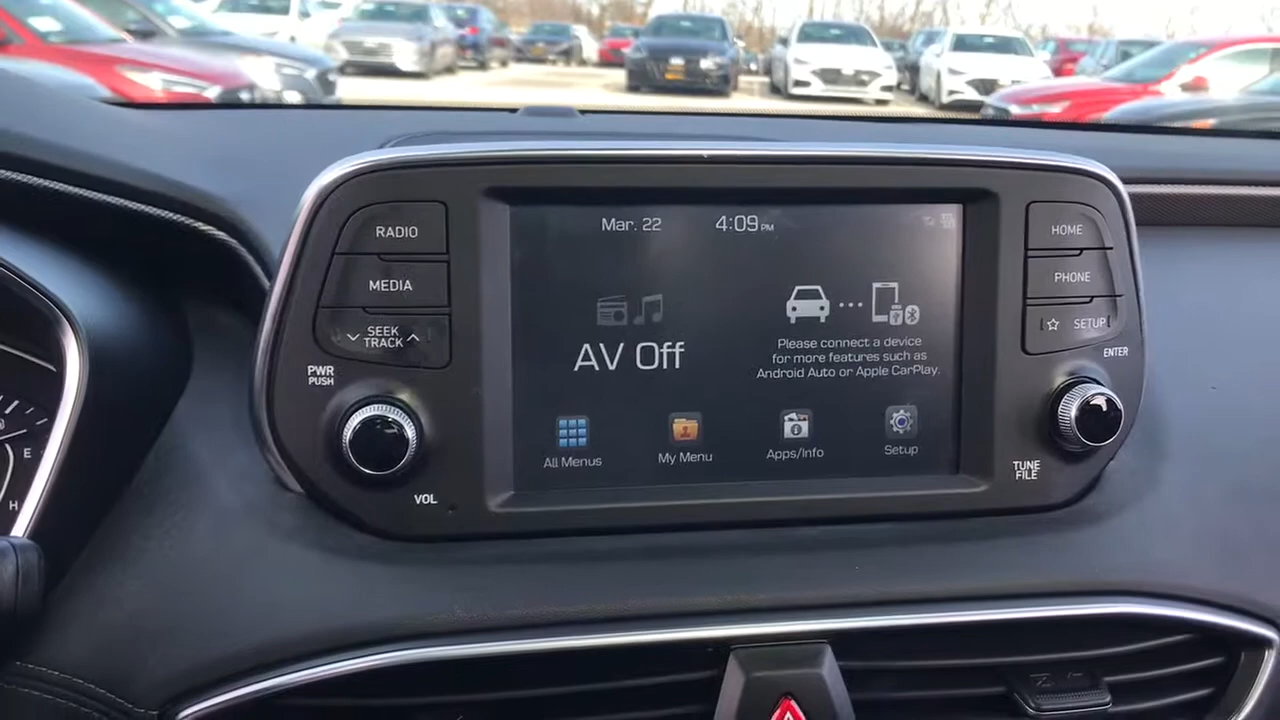 Mar. 22
4:09 PM
RADIO
MEDIA
SEEK
TRACK
PWR
PUSH
VOL
AV Off
Please connect a device
for more features such as
Android Auto or Apple CarPlay.
All Menus
My Menu
Apps/Info
Setup
HOME
PHONE
SETUP
ENTER
TUNE
FILE
E
H